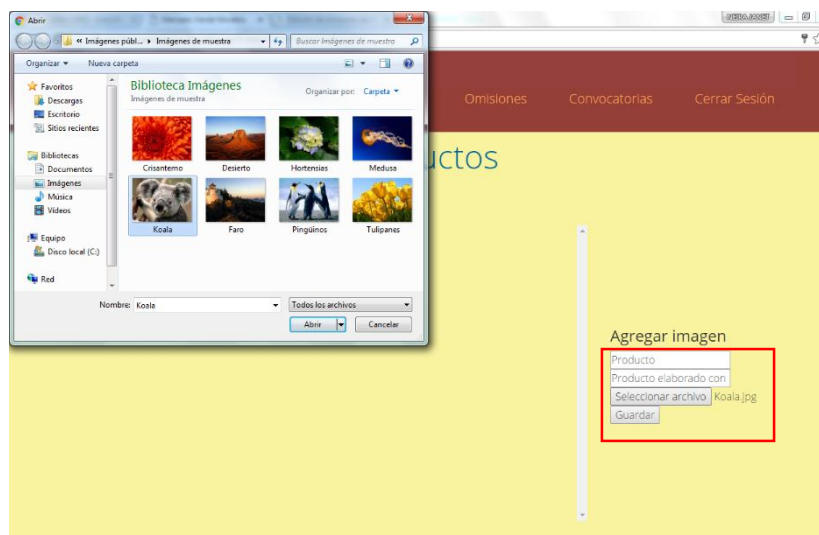 Abrir
« Imágenes públ... ▸ Imágenes de muestra
Buscar Imágenes de muestra
Organizar ▾ Nueva carpeta
Favoritos
Descargas
Escritorio
Sitios recientes
Bibliotecas
Documentos
Imágenes
Música
Vídeos
Equipo
Disco local (C:)
Red
Biblioteca Imágenes
Imágenes de muestra
Organizar por: Carpeta ▾
Crisantemo Desierto Hortensias Medusa
Koala Faro Pingüinos Tulipanes
Nombre: Koala
Todos los archivos
Abrir Cancelar
Omisiones Convocatorias Cerrar Sesión
uctos
Agregar imagen
Producto
Producto elaborado con
Seleccionar archivo Koala.jpg
Guardar